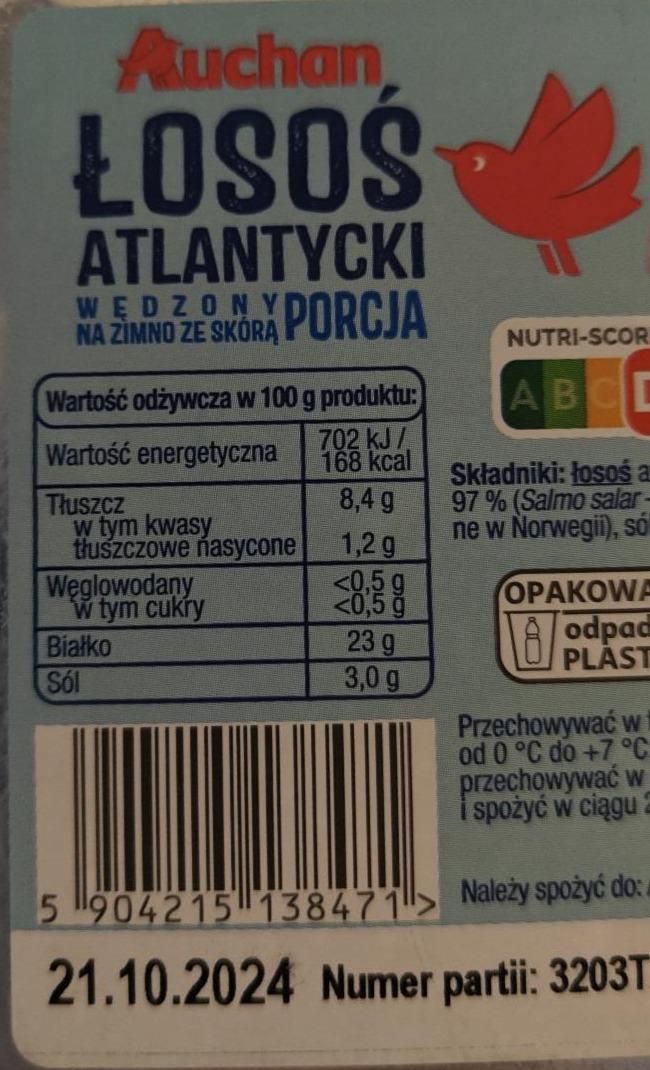 Auchan
ŁOSOŚ
ATLANTYCKI
WĘDZONY
NA ZIMNO ZE SKÓRĄ PORCJA
NUTRI-SCOR
A B C D
Wartość odżywcza w 100 g produktu:
Wartość energetyczna 702 kJ /
168 kcal
Tłuszcz 8,4 g
w tym kwasy
tłuszczowe nasycone 1,2 g
Węglowodany <0,5 g
w tym cukry <0,5 g
Białko 23 g
Sól 3,0 g
Składniki: łosoś a
97 % (Salmo salar -
ne w Norwegii), só
OPAKOWA
odpad
PLAST
Przechowywać w
od 0 °C do +7 °C
przechowywać w
i spożyć w ciągu 2
Należy spożyć do:
5 904215 138471 >
21.10.2024 Numer partii: 3203T